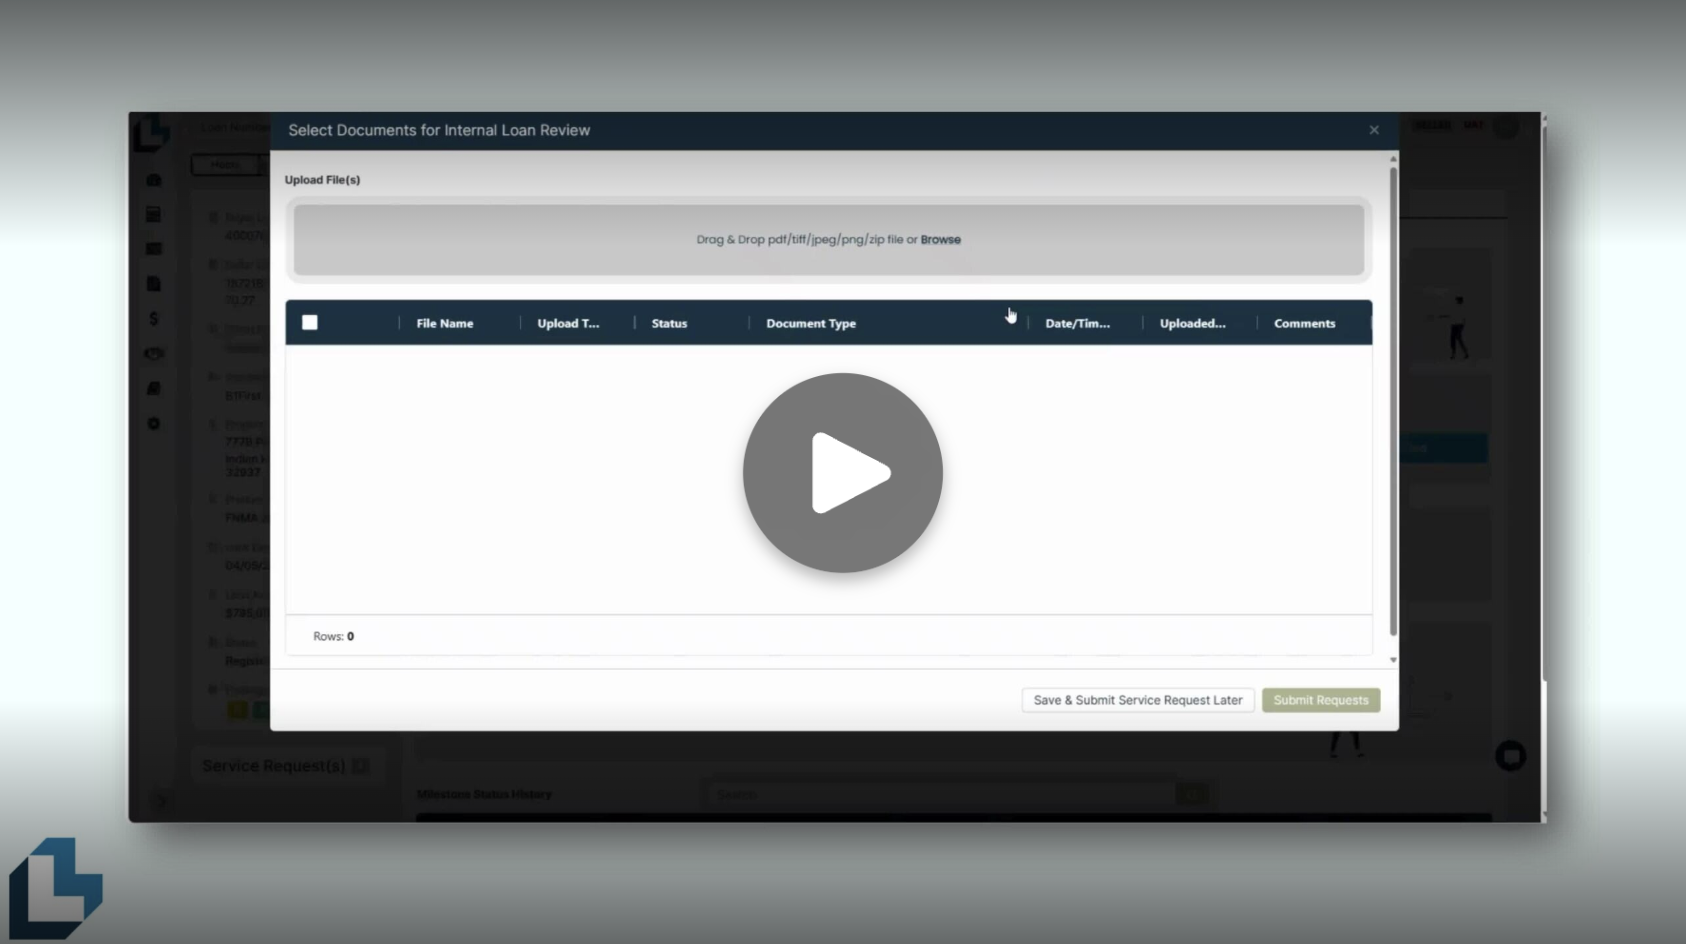 Select Documents for Internal Loan Review
Upload File(s)
Drag & Drop pdf/tiff/jpeg/png/zip file or Browse
File Name Upload T... Status Document Type Date/Tim... Uploaded... Comments
Rows: 0
Save & Submit Service Request Later Submit Requests
Service Request(s)
Milestone Status History Search